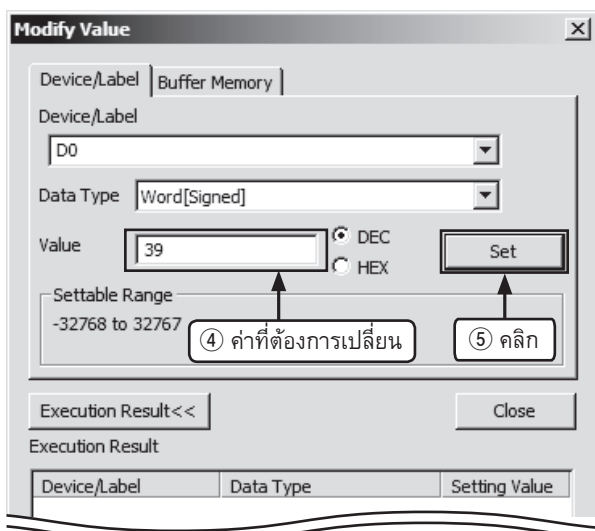 Modify Value
Device/Label Buffer Memory
Device/Label
D0
Data Type Word[Signed]
Value 39 DEC Set
HEX
Settable Range
-32768 to 32767
④ ค่าที่ต้องการเปลี่ยน ⑤ คลิก
Execution Result<< Close
Execution Result
Device/Label Data Type Setting Value